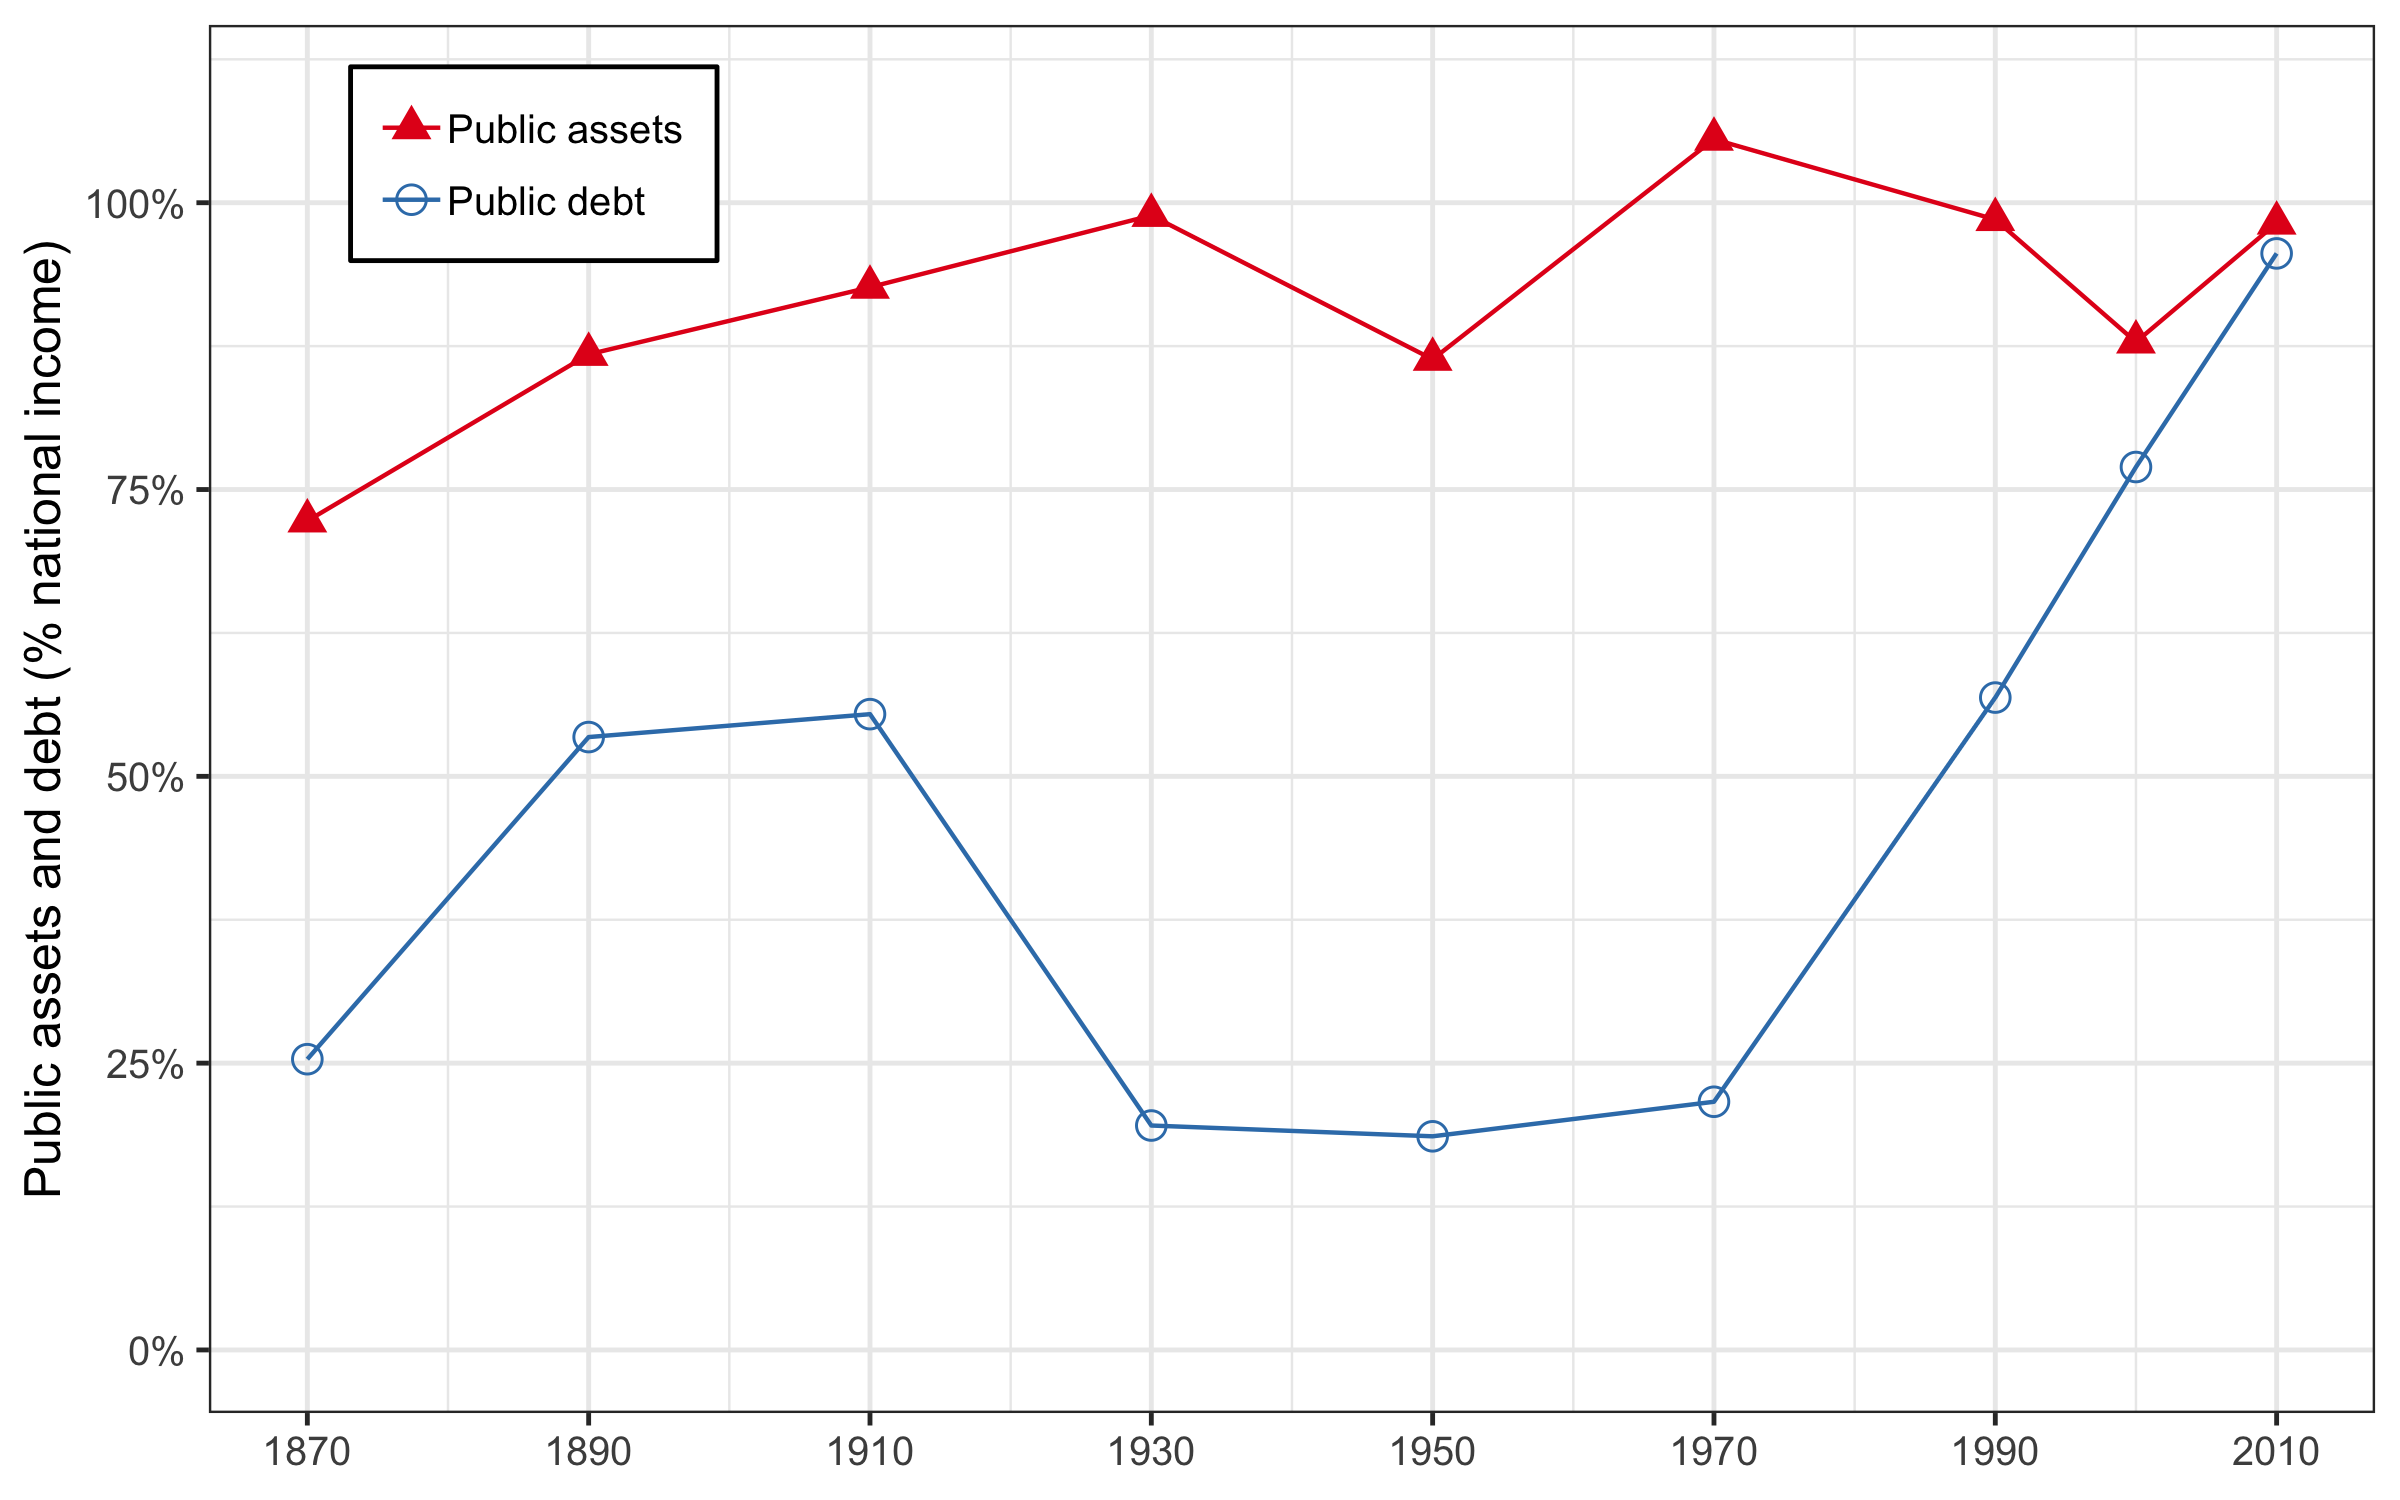 Public assets
Public debt
Public assets and debt (% national income)
100%
75%
50%
25%
0%
1870 1890 1910 1930 1950 1970 1990 2010